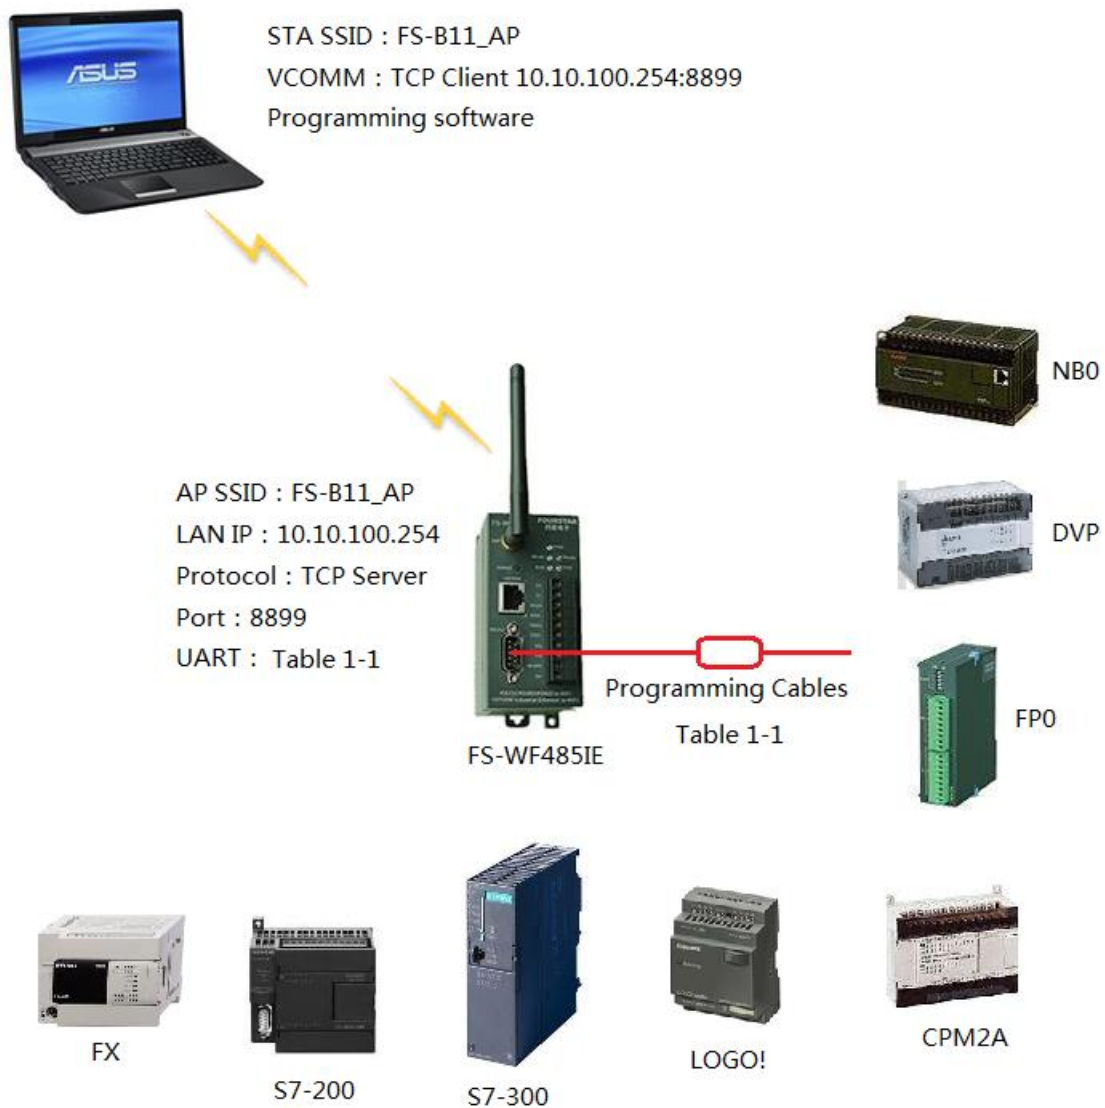 STA SSID : FS-B11_AP
VCOMM : TCP Client 10.10.100.254:8899
Programming software
ASUS
NB0
AP SSID : FS-B11_AP
LAN IP : 10.10.100.254
Protocol : TCP Server
Port : 8899
UART : Table 1-1
DVP
Programming Cables
Table 1-1
FP0
FS-WF485IE
FX
S7-200
S7-300
LOGO!
CPM2A